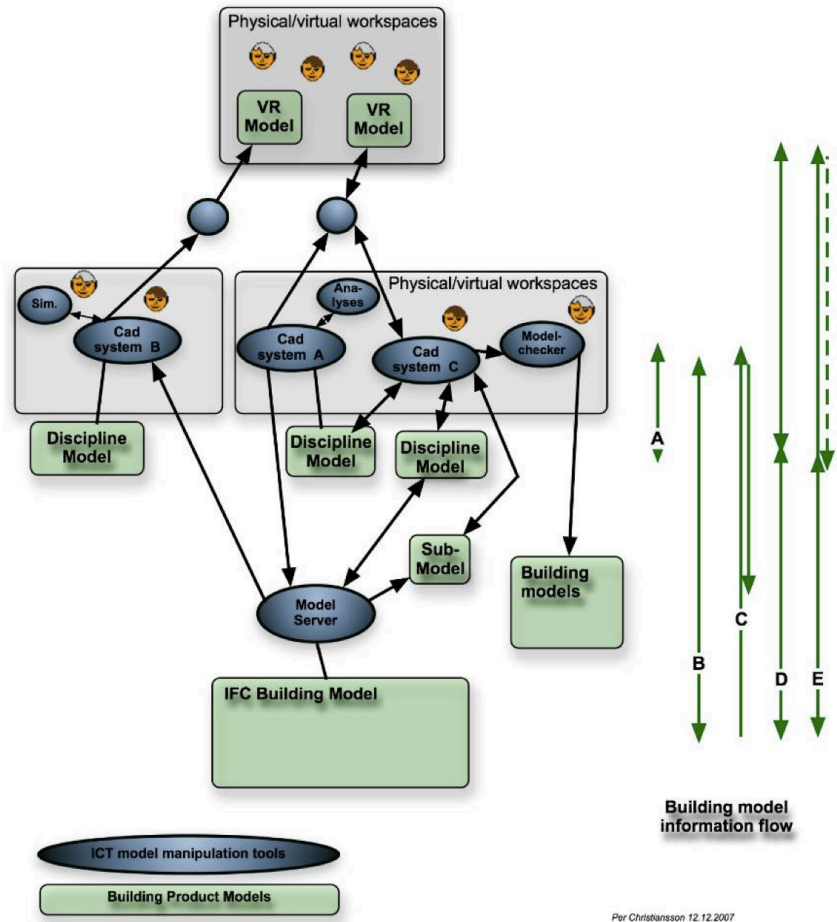 Physical/virtual workspaces
VR
Model
VR
Model
Physical/virtual workspaces
Sim.
Cad
system B
Ana-
lyses
Cad
system A
Cad
system C
Model-
checker
Discipline
Model
Discipline
Model
Discipline
Model
Sub-
Model
Building
models
Model
Server
IFC Building Model
A
B
C
D
E
Building model
information flow
ICT model manipulation tools
Building Product Models
Per Christiansson 12.12.2007